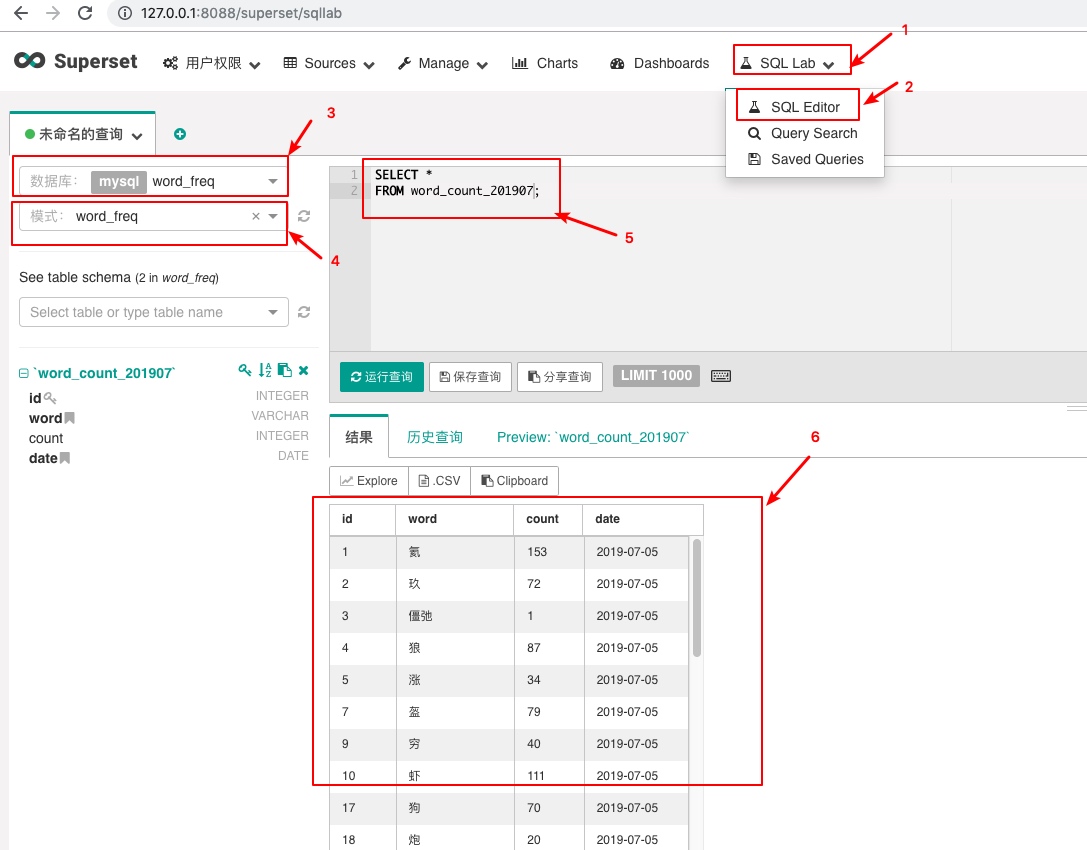 127.0.0.1:8088/superset/sqllab
Superset 用户权限 Sources Manage Charts Dashboards SQL Lab
1
SQL Editor
Query Search
Saved Queries
2
未命名的查询
3
数据库： mysql word_freq
模式： word_freq ×
4
See table schema (2 in word_freq)
Select table or type table name
`word_count_201907`
id INTEGER
word VARCHAR
count INTEGER
date DATE
1 SELECT *
2 FROM word_count_201907;
5
运行查询 保存查询 分享查询 LIMIT 1000
结果 历史查询 Preview: `word_count_201907`
6
Explore .CSV Clipboard
id word count date
1 氦 153 2019-07-05
2 玖 72 2019-07-05
3 僵弛 1 2019-07-05
4 狼 87 2019-07-05
5 涨 34 2019-07-05
7 盔 79 2019-07-05
9 穷 40 2019-07-05
10 虾 111 2019-07-05
17 狗 70 2019-07-05
18 炮 20 2019-07-05